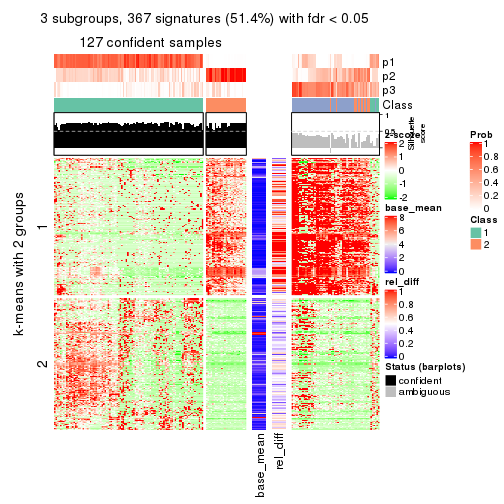 3 subgroups, 367 signatures (51.4%) with fdr < 0.05
127 confident samples
p1
p2
p3
Class
1
0.5
Silhouette
score
k-means with 2 groups
1
2
base_mean
rel_diff
z-score
2
1
0
-1
-2
base_mean
8
6
4
2
0
rel_diff
1
0.8
0.6
0.4
0.2
0
Status (barplots)
confident
ambiguous
Prob
1
0.8
0.6
0.4
0.2
0
Class
1
2